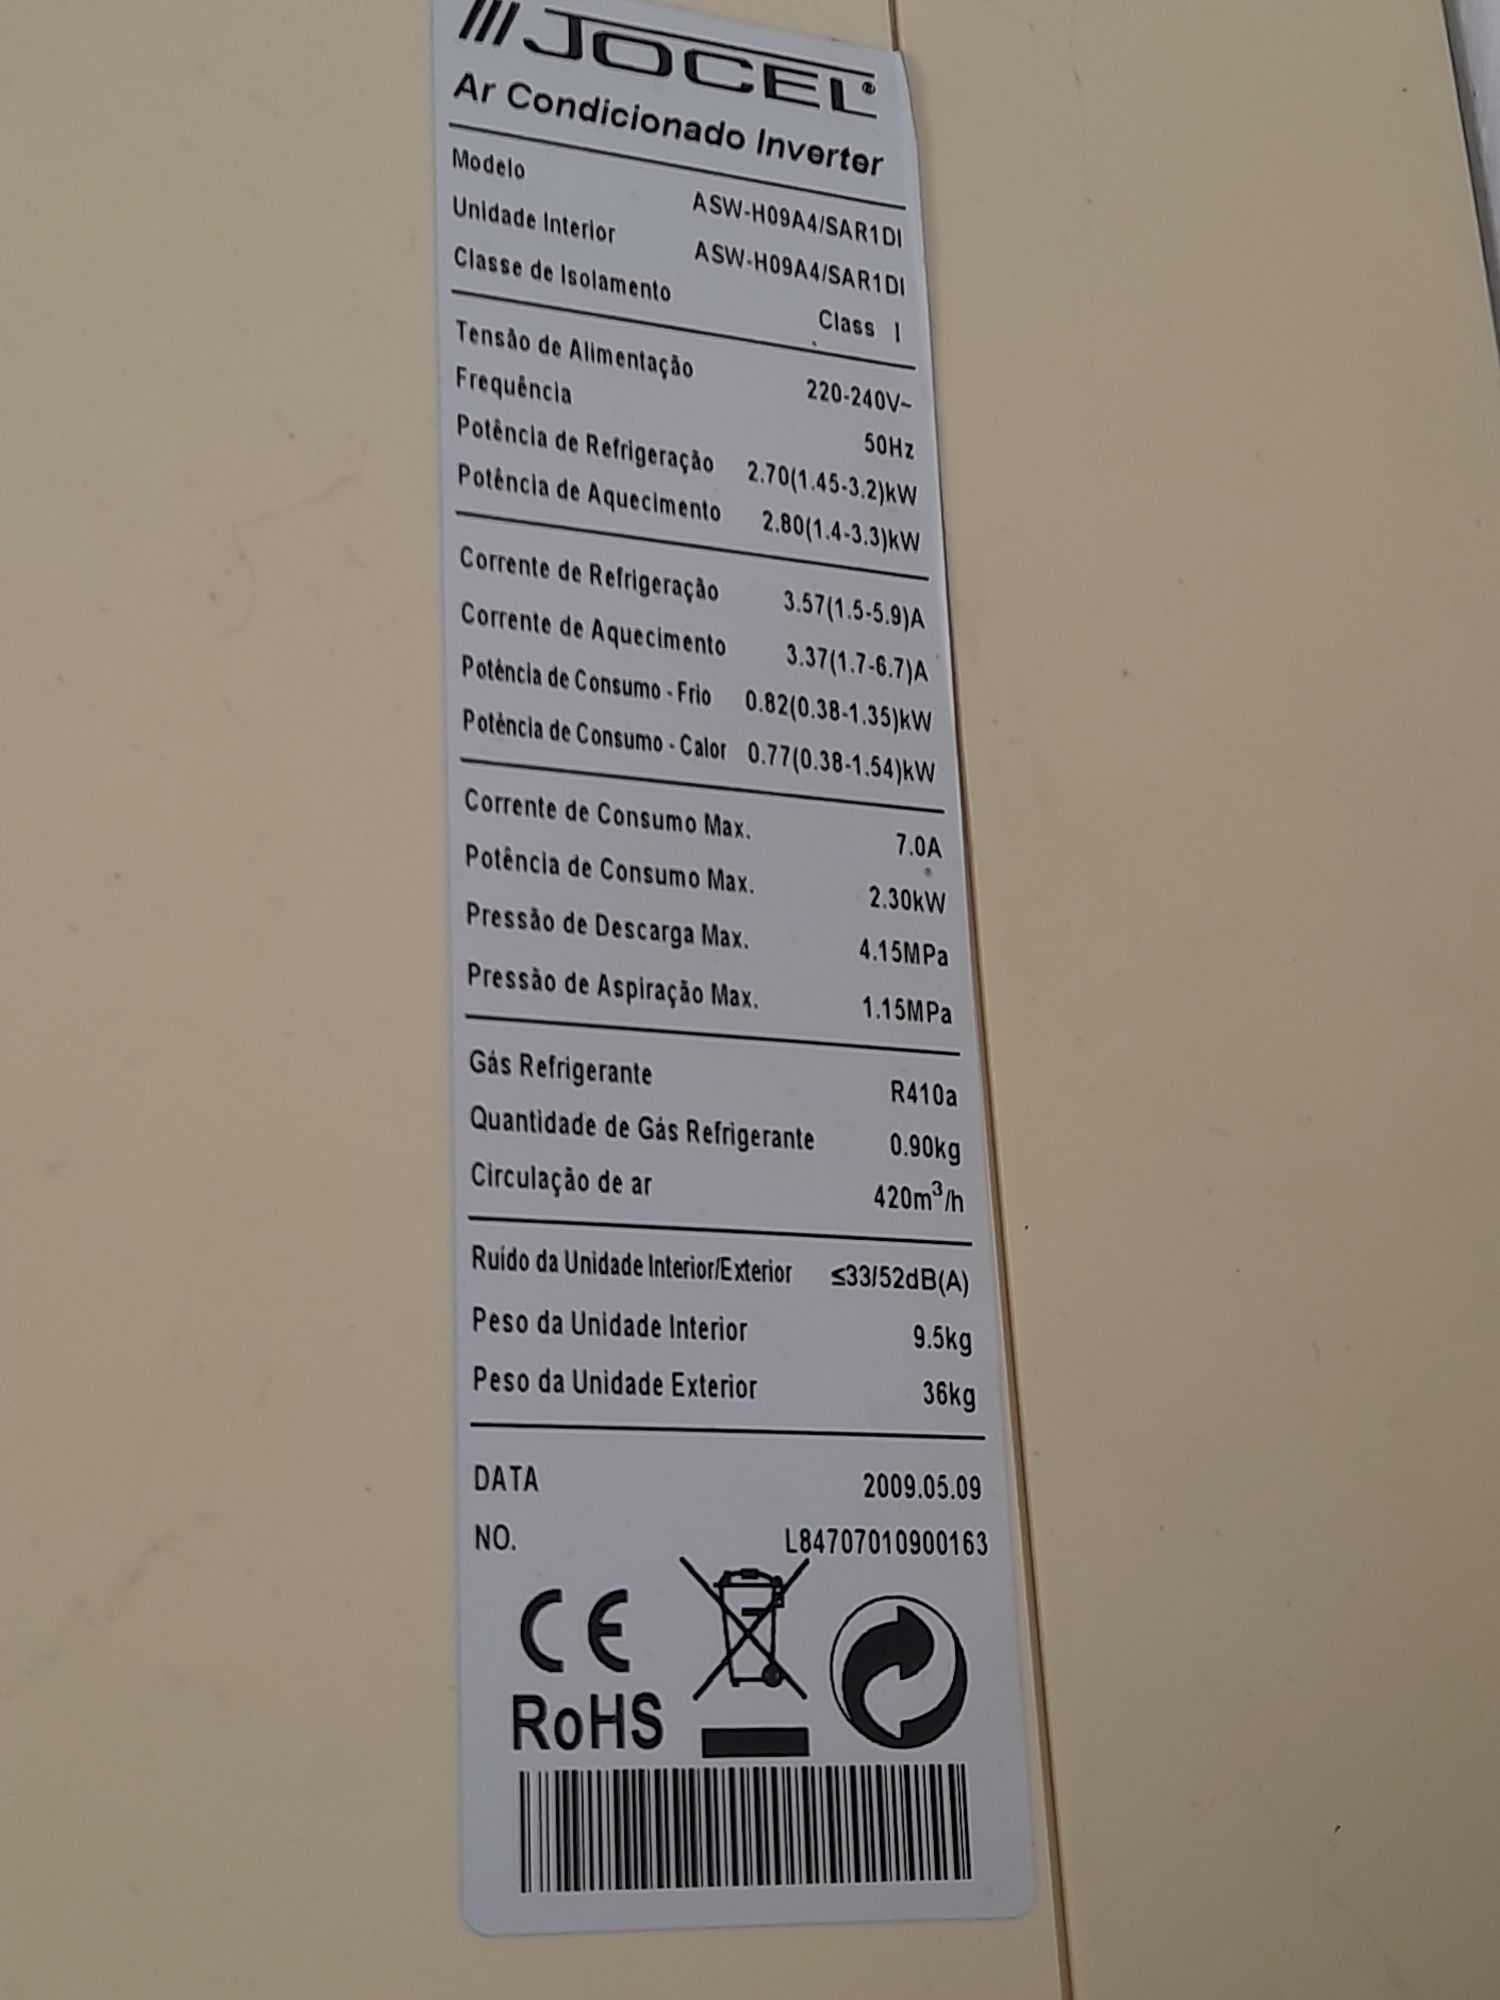 JOCEL®
Ar Condicionado Inverter
Modelo ASW-H09A4/SAR1DI
Unidade Interior ASW-H09A4/SAR1DI
Classe de Isolamento Class I
Tensão de Alimentação 220-240V~
Frequência 50Hz
Potência de Refrigeração 2.70(1.45-3.2)kW
Potência de Aquecimento 2.80(1.4-3.3)kW
Corrente de Refrigeração 3.57(1.5-5.9)A
Corrente de Aquecimento 3.37(1.7-6.7)A
Potência de Consumo - Frio 0.82(0.38-1.35)kW
Potência de Consumo - Calor 0.77(0.38-1.54)kW
Corrente de Consumo Max. 7.0A
Potência de Consumo Max. 2.30kW
Pressão de Descarga Max. 4.15MPa
Pressão de Aspiração Max. 1.15MPa
Gás Refrigerante R410a
Quantidade de Gás Refrigerante 0.90kg
Circulação de ar 420m³/h
Ruído da Unidade Interior/Exterior ≤33/52dB(A)
Peso da Unidade Interior 9.5kg
Peso da Unidade Exterior 36kg
DATA 2009.05.09
NO. L84707010900163
CE
RoHS